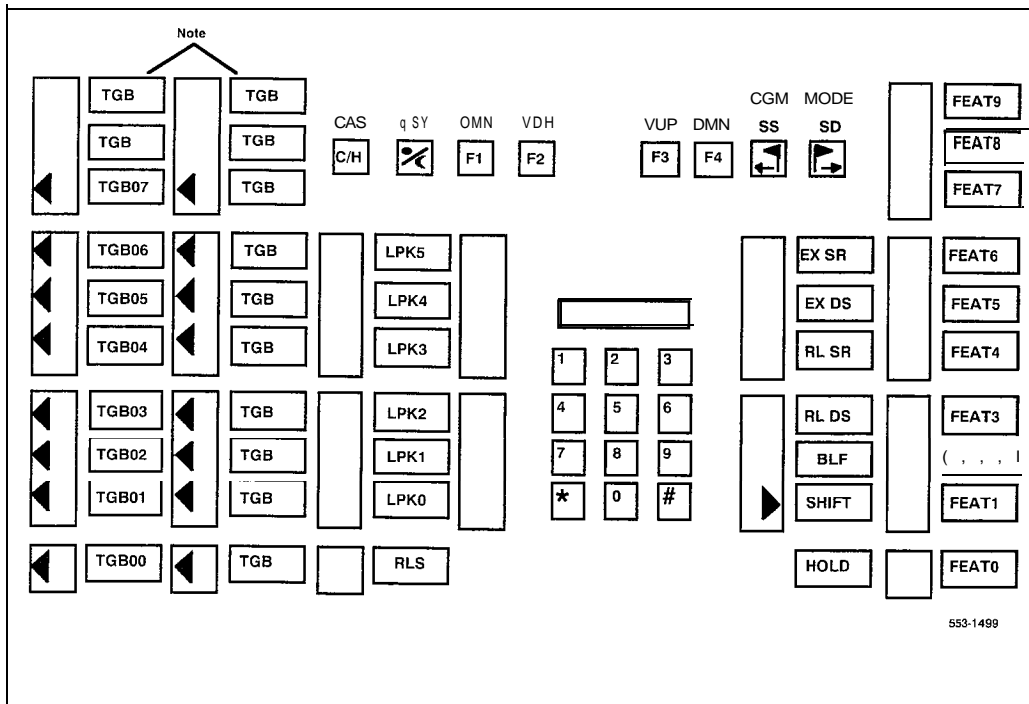 Note
TGB TGB CGM MODE FEAT9
CAS q SY OMN VDH VUP DMN SS SD
TGB TGB C/H F1 F2 F3 F4 FEAT8
TGB07 TGB FEAT7
TGB06 TGB LPK5 EX SR FEAT6
TGB05 TGB LPK4 EX DS FEAT5
TGB04 TGB LPK3 RL SR FEAT4
1 2 3
TGB03 TGB LPK2 4 5 6 RL DS FEAT3
TGB02 TGB LPK1 7 8 9 BLF ( , , , I
TGB01 TGB LPK0 * 0 # SHIFT FEAT1
TGB00 TGB RLS HOLD FEAT0
553-1499